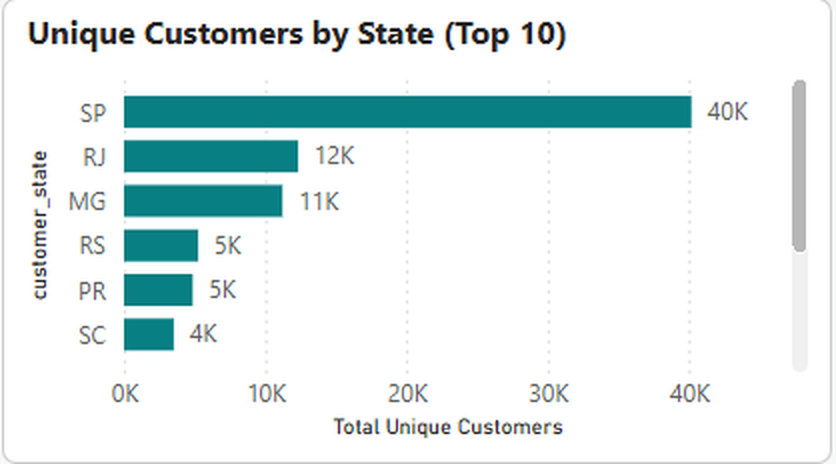 Unique Customers by State (Top 10)
customer_state
SP 40K
RJ 12K
MG 11K
RS 5K
PR 5K
SC 4K
0K 10K 20K 30K 40K
Total Unique Customers